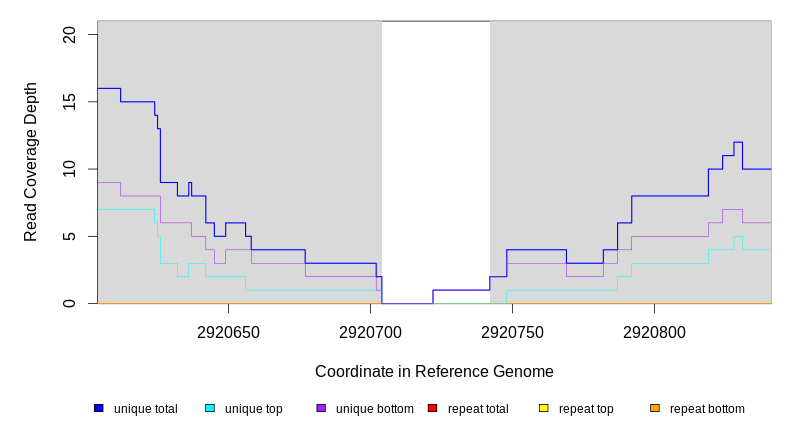 20
15
10
5
0
Read Coverage Depth
2920650 2920700 2920750 2920800
Coordinate in Reference Genome
unique total unique top unique bottom repeat total repeat top repeat bottom